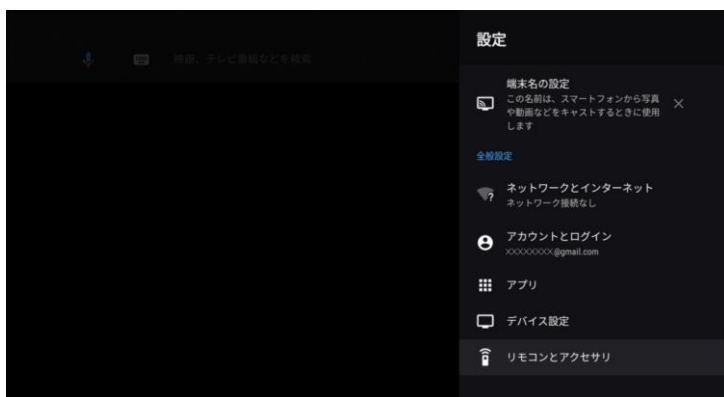 映画、テレビ番組などを検索
設定
端末名の設定
この名前は、スマートフォンから写真
や動画などをキャストするときに使用
します
全般設定
ネットワークとインターネット
ネットワーク接続なし
アカウントとログイン
XXXXXXXX@gmail.com
アプリ
デバイス設定
リモコンとアクセサリ